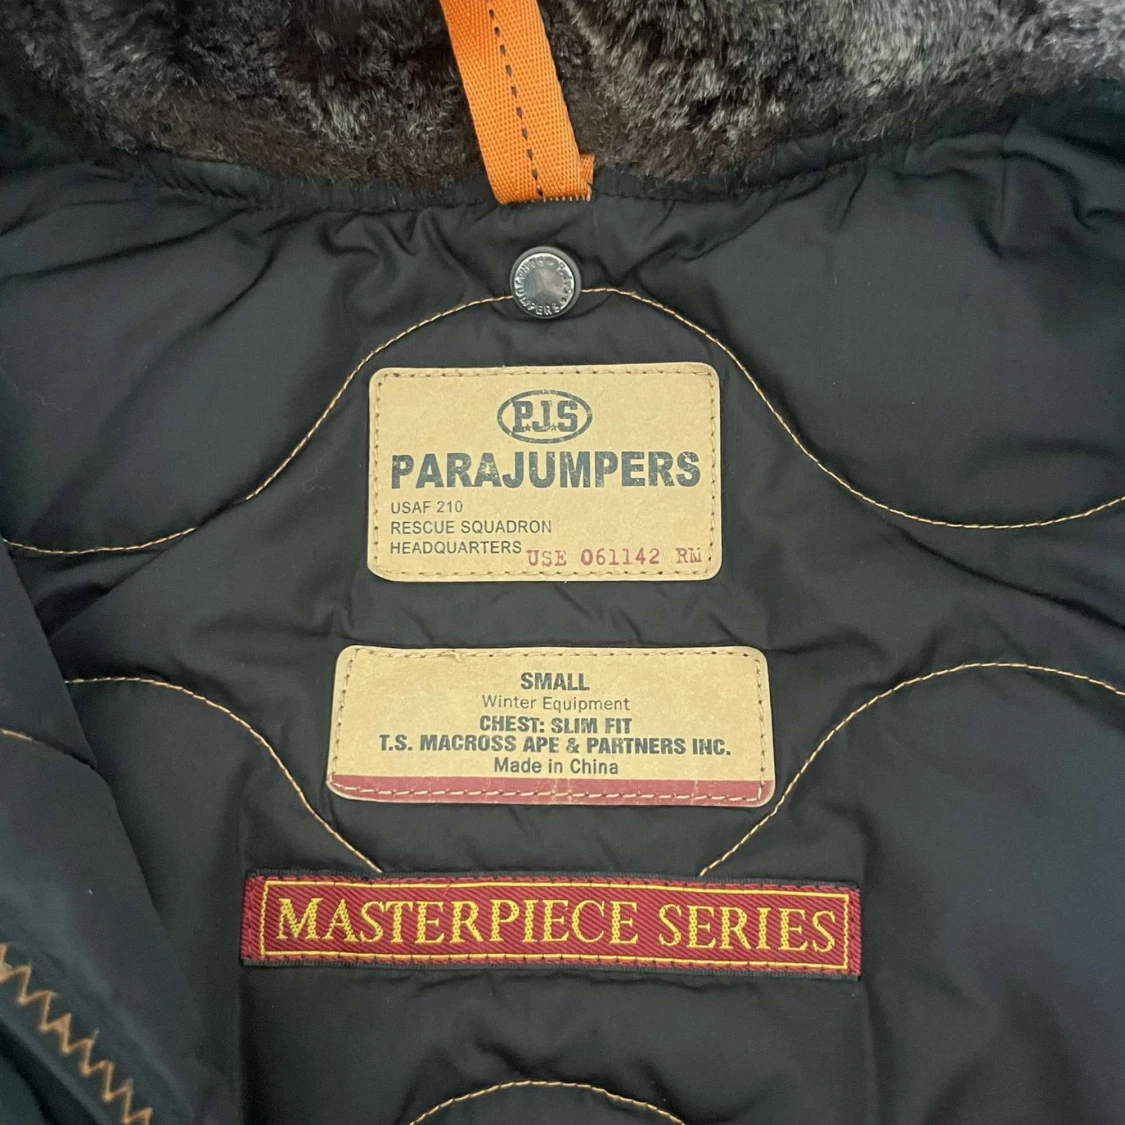 P.J.S
PARAJUMPERS
USAF 210
RESCUE SQUADRON
HEADQUARTERS
USE 061142 RM
SMALL
Winter Equipment
CHEST: SLIM FIT
T.S. MACROSS APE & PARTNERS INC.
Made in China
MASTERPIECE SERIES